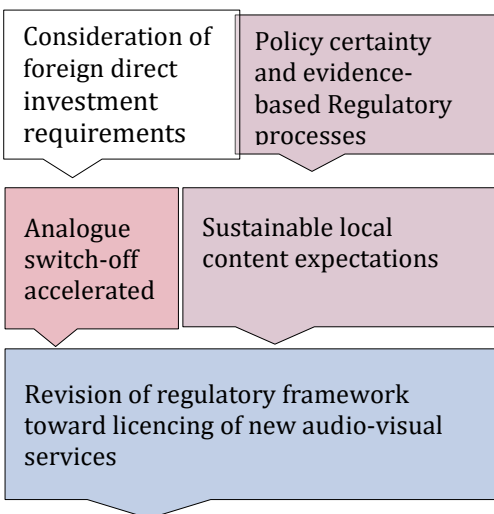 Consideration of
foreign direct
investment
requirements
Policy certainty
and evidence-
based Regulatory
processes
Analogue
switch-off
accelerated
Sustainable local
content expectations
Revision of regulatory framework
toward licencing of new audio-visual
services